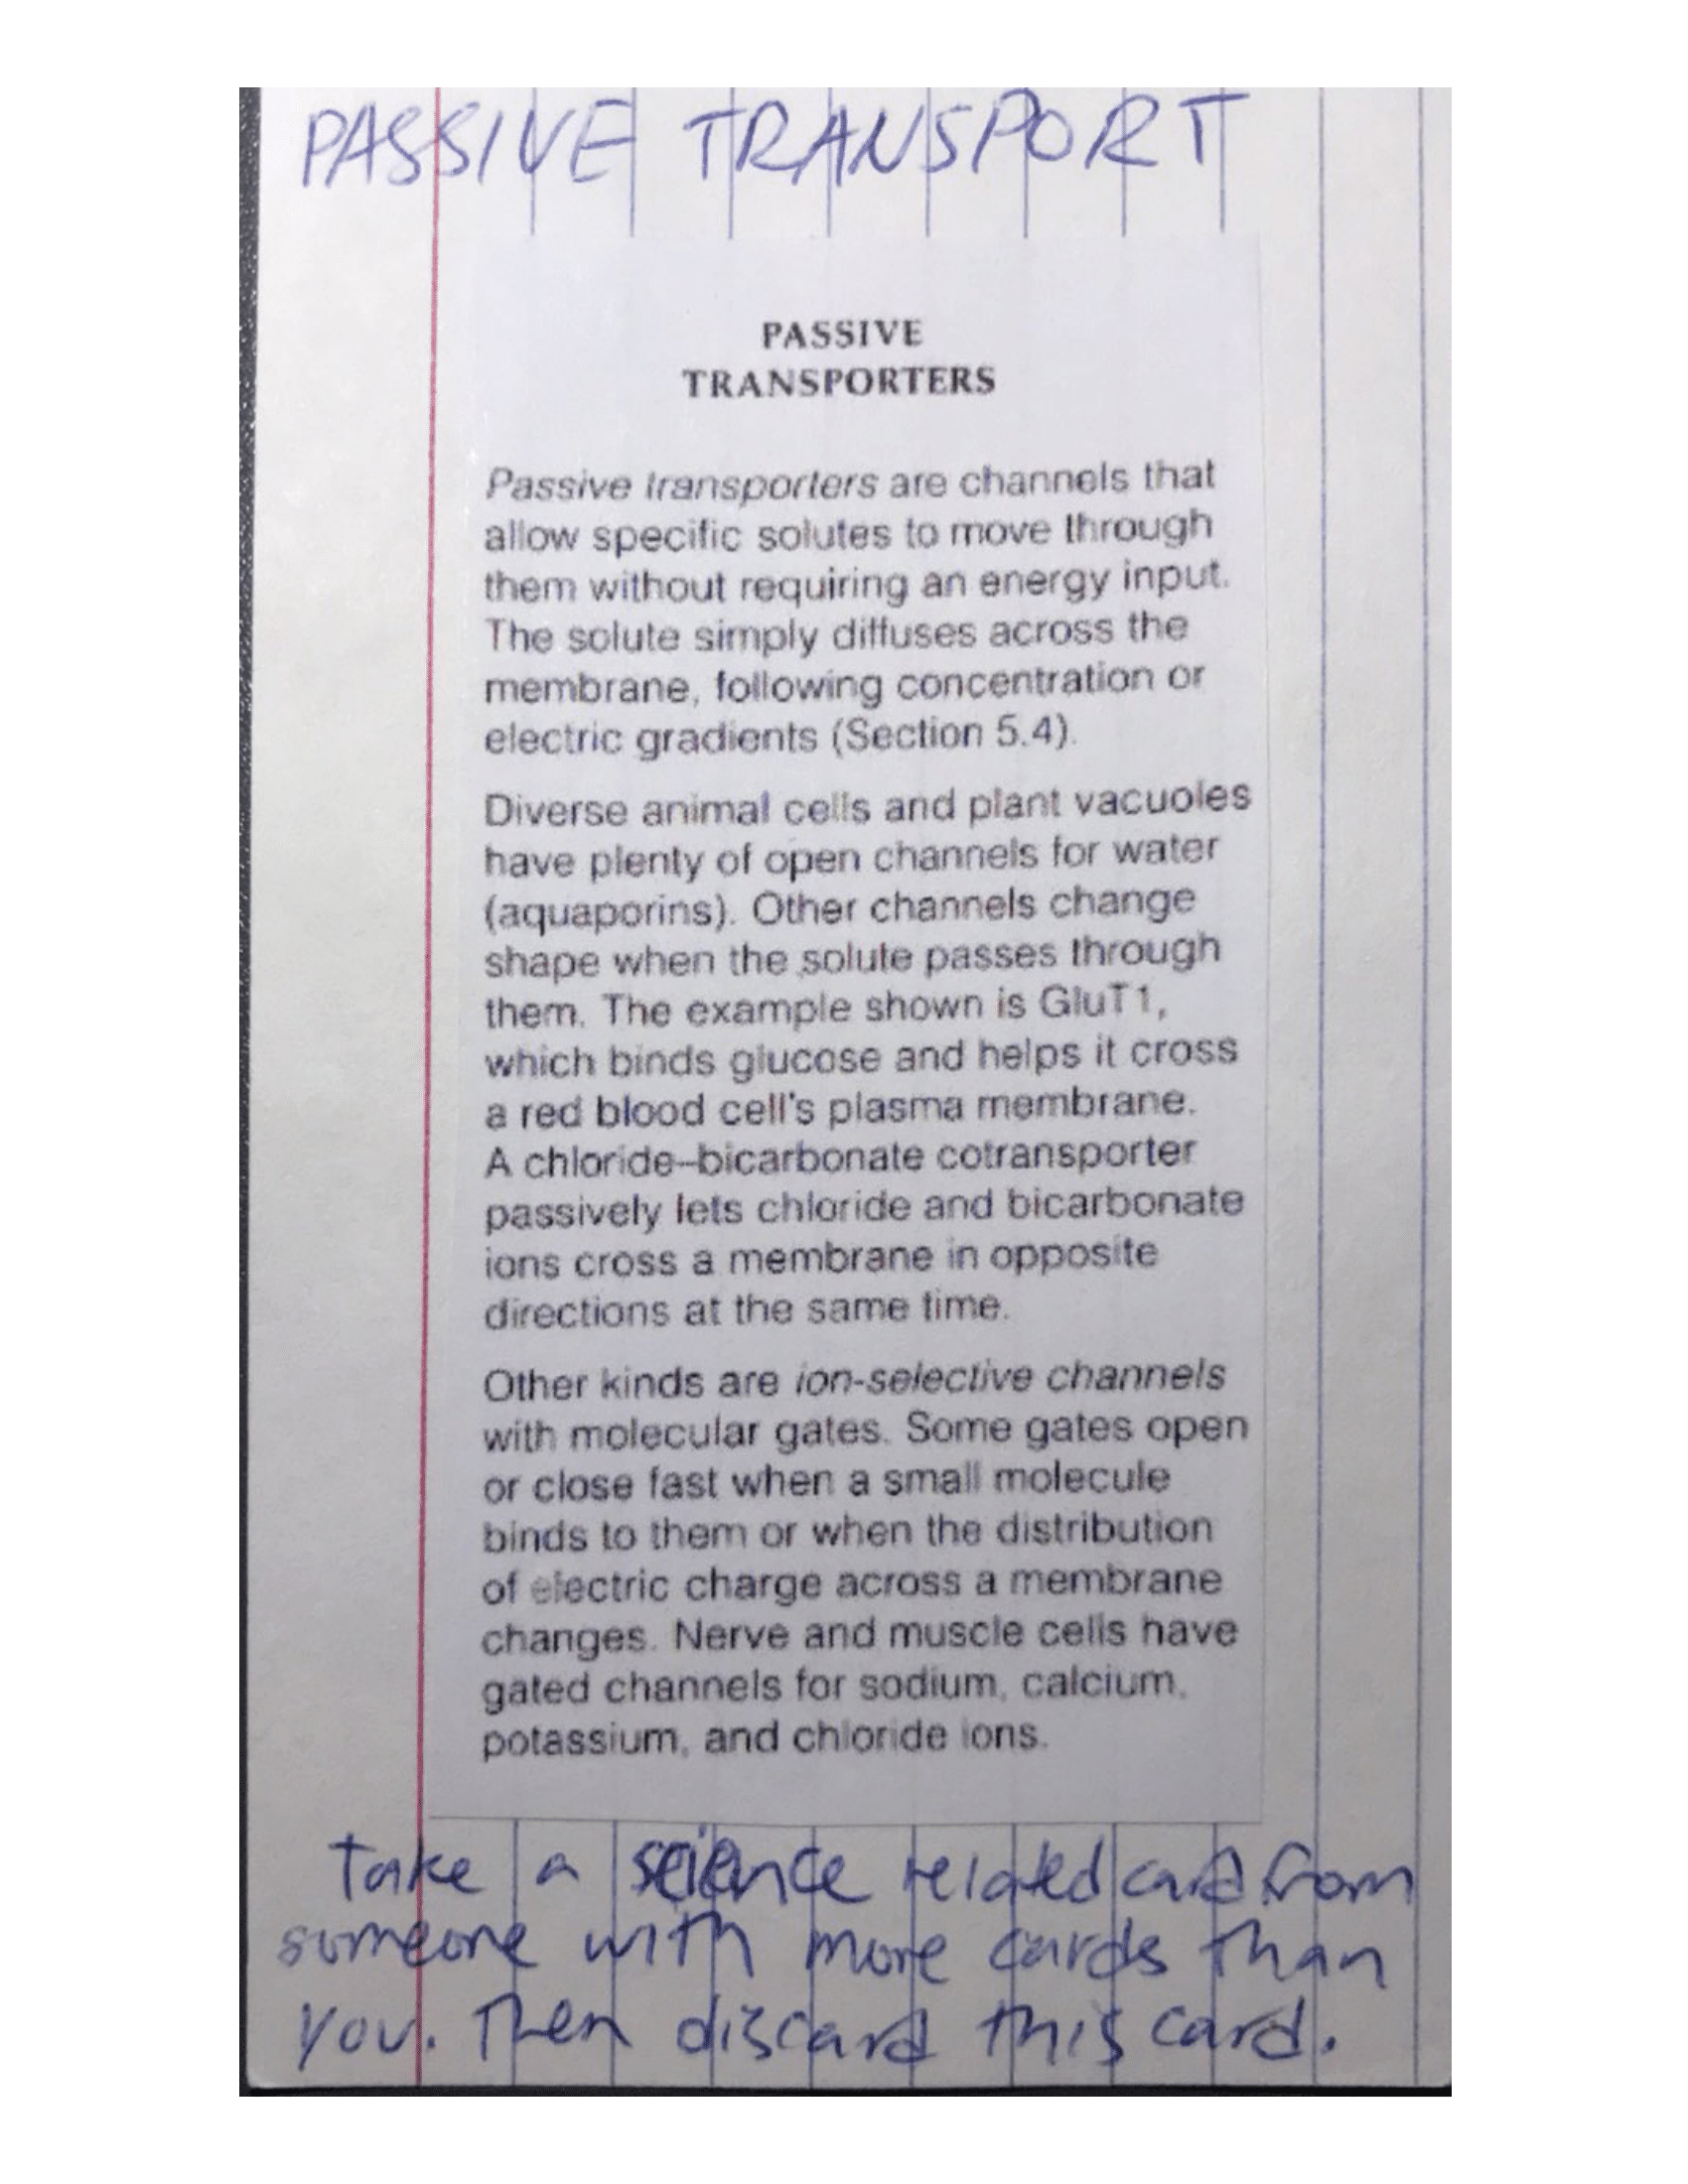 PASSIVE TRANSPORT
PASSIVE
TRANSPORTERS
Passive transporters are channels that
allow specific solutes to move through
them without requiring an energy input.
The solute simply diffuses across the
membrane, following concentration or
electric gradients (Section 5.4).
Diverse animal cells and plant vacuoles
have plenty of open channels for water
(aquaporins). Other channels change
shape when the solute passes through
them. The example shown is GluT1,
which binds glucose and helps it cross
a red blood cell's plasma membrane.
A chloride–bicarbonate cotransporter
passively lets chloride and bicarbonate
ions cross a membrane in opposite
directions at the same time.
Other kinds are ion-selective channels
with molecular gates. Some gates open
or close fast when a small molecule
binds to them or when the distribution
of electric charge across a membrane
changes. Nerve and muscle cells have
gated channels for sodium, calcium,
potassium, and chloride ions.
Take a science related card from
someone with more cards than
you. Then discard this card.